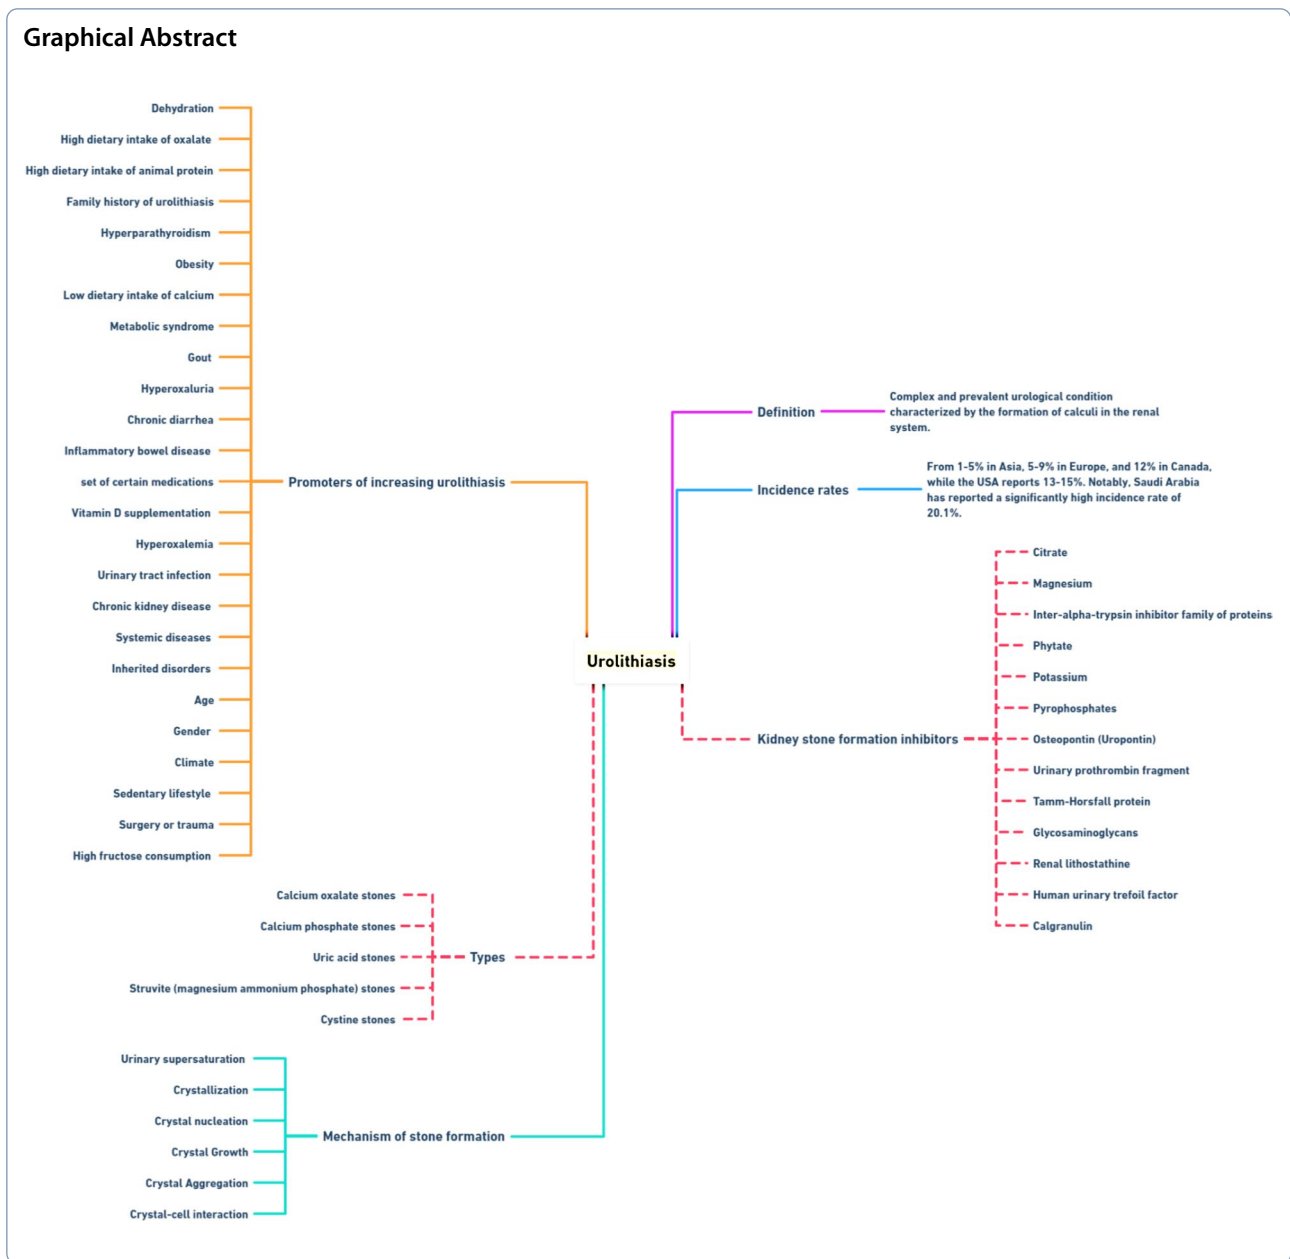 Graphical Abstract
Dehydration
High dietary intake of oxalate
High dietary intake of animal protein
Family history of urolithiasis
Hyperparathyroidism
Obesity
Low dietary intake of calcium
Metabolic syndrome
Gout
Hyperoxaluria
Chronic diarrhea
Inflammatory bowel disease
set of certain medications
Vitamin D supplementation
Hyperoxalemia
Urinary tract infection
Chronic kidney disease
Systemic diseases
Inherited disorders
Age
Gender
Climate
Sedentary lifestyle
Surgery or trauma
High fructose consumption
Promoters of increasing urolithiasis
Calcium oxalate stones
Calcium phosphate stones
Uric acid stones
Struvite (magnesium ammonium phosphate) stones
Cystine stones
Types
Urinary supersaturation
Crystallization
Crystal nucleation
Crystal Growth
Crystal Aggregation
Crystal-cell interaction
Mechanism of stone formation
Urolithiasis
Definition
Complex and prevalent urological condition
characterized by the formation of calculi in the renal
system.
Incidence rates
From 1-5% in Asia, 5-9% in Europe, and 12% in Canada,
while the USA reports 13-15%. Notably, Saudi Arabia
has reported a significantly high incidence rate of
20.1%.
Kidney stone formation inhibitors
Citrate
Magnesium
Inter-alpha-trypsin inhibitor family of proteins
Phytate
Potassium
Pyrophosphates
Osteopontin (Uropontin)
Urinary prothrombin fragment
Tamm-Horsfall protein
Glycosaminoglycans
Renal lithostathine
Human urinary trefoil factor
Calgranulin